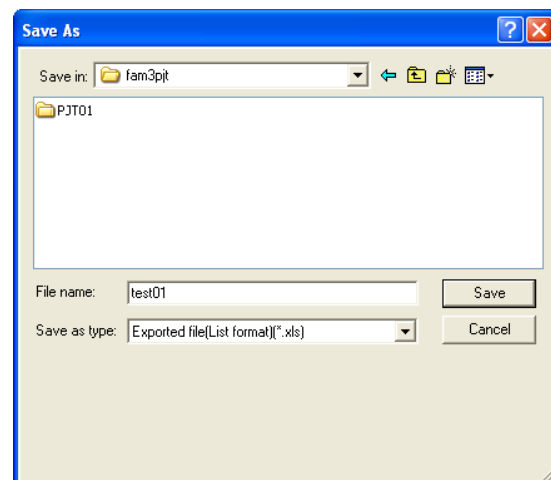 Save As
Save in: fam3pjt
PJT01
File name: test01 Save
Save as type: Exported file(List format)(*.xls) Cancel